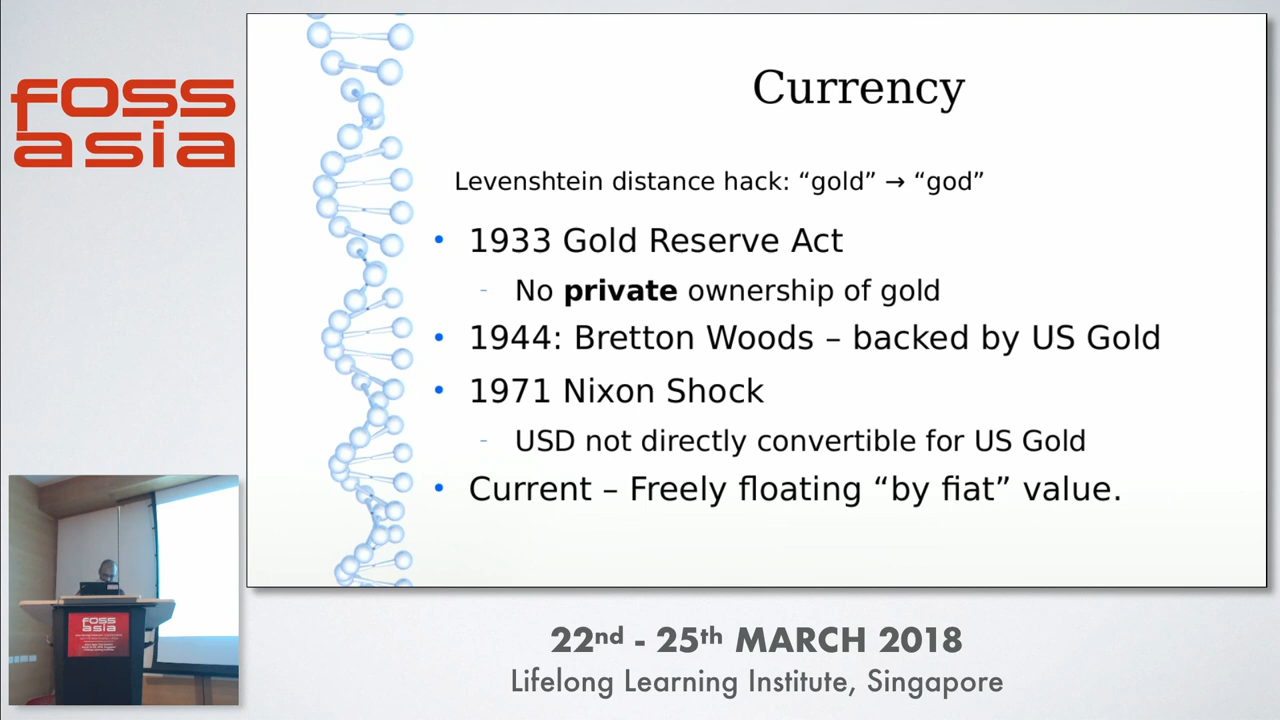 foss
asia
Currency
Levenshtein distance hack: “gold” → “god”
• 1933 Gold Reserve Act
- No private ownership of gold
• 1944: Bretton Woods – backed by US Gold
• 1971 Nixon Shock
- USD not directly convertible for US Gold
• Current – Freely floating “by fiat” value.
foss
asia
22nd - 25th MARCH 2018
Lifelong Learning Institute, Singapore